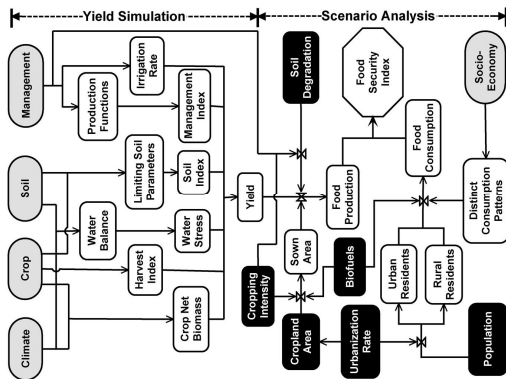 Yield Simulation
Scenario Analysis
Management
Irrigation
Rate
Production
Functions
Management
Index
Soil
Limiting Soil
Parameters
Soil
Index
Crop
Water
Balance
Water
Stress
Harvest
Index
Climate
Crop Net
Biomass
Yield
Soil
Degradation
Food
Security
Index
Socio-
Economy
Food
Production
Food
Consumption
Distinct
Consumption
Patterns
Sown
Area
Cropping
Intensity
Biofuels
Urban
Residents
Rural
Residents
Cropland
Area
Urbanization
Rate
Population